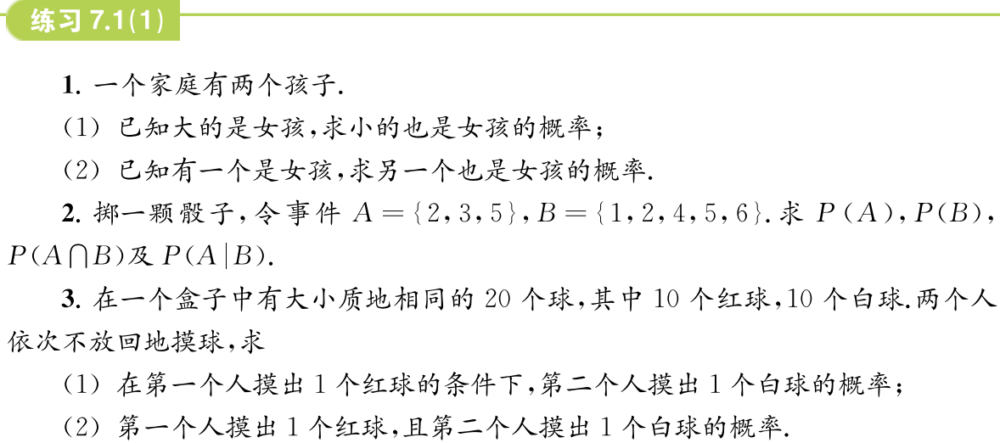 练习 7.1(1)
1. 一个家庭有两个孩子.
(1) 已知大的是女孩,求小的也是女孩的概率;
(2) 已知有一个是女孩,求另一个也是女孩的概率.
2. 掷一颗骰子,令事件 A={2,3,5},B={1,2,4,5,6}.求 P(A),P(B),
P(A∩B)及 P(A|B).
3. 在一个盒子中有大小质地相同的 20 个球,其中 10 个红球,10 个白球.两个人
依次不放回地摸球,求
(1) 在第一个人摸出 1 个红球的条件下,第二个人摸出 1 个白球的概率;
(2) 第一个人摸出 1 个红球,且第二个人摸出 1 个白球的概率.